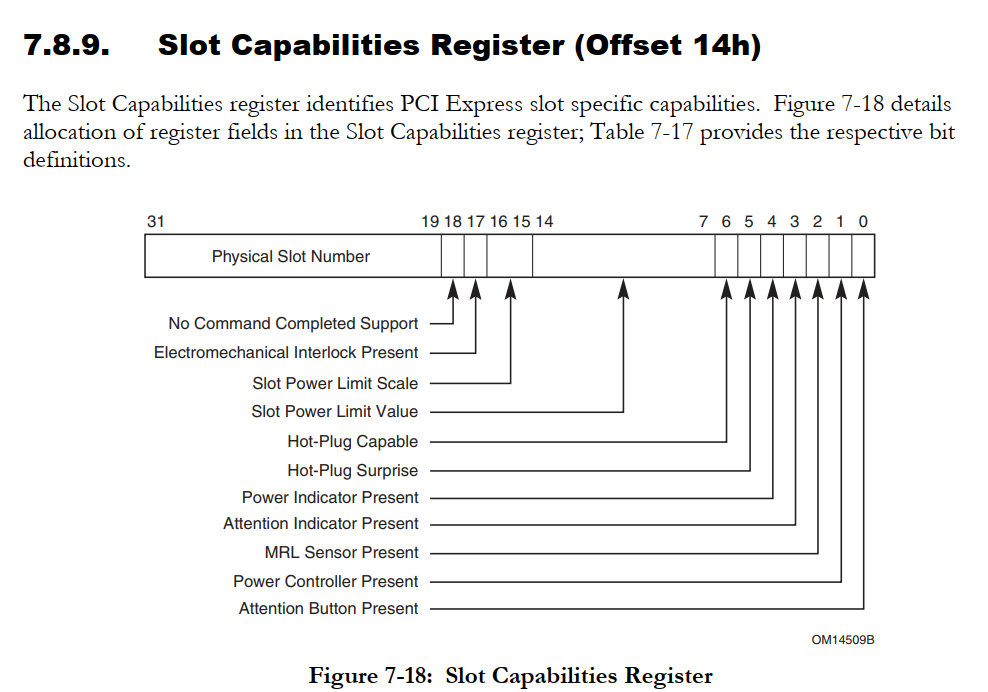 7.8.9. Slot Capabilities Register (Offset 14h)
The Slot Capabilities register identifies PCI Express slot specific capabilities. Figure 7-18 details
allocation of register fields in the Slot Capabilities register; Table 7-17 provides the respective bit
definitions.
31 19 18 17 16 15 14 7 6 5 4 3 2 1 0
Physical Slot Number
No Command Completed Support
Electromechanical Interlock Present
Slot Power Limit Scale
Slot Power Limit Value
Hot-Plug Capable
Hot-Plug Surprise
Power Indicator Present
Attention Indicator Present
MRL Sensor Present
Power Controller Present
Attention Button Present
OM14509B
Figure 7-18: Slot Capabilities Register